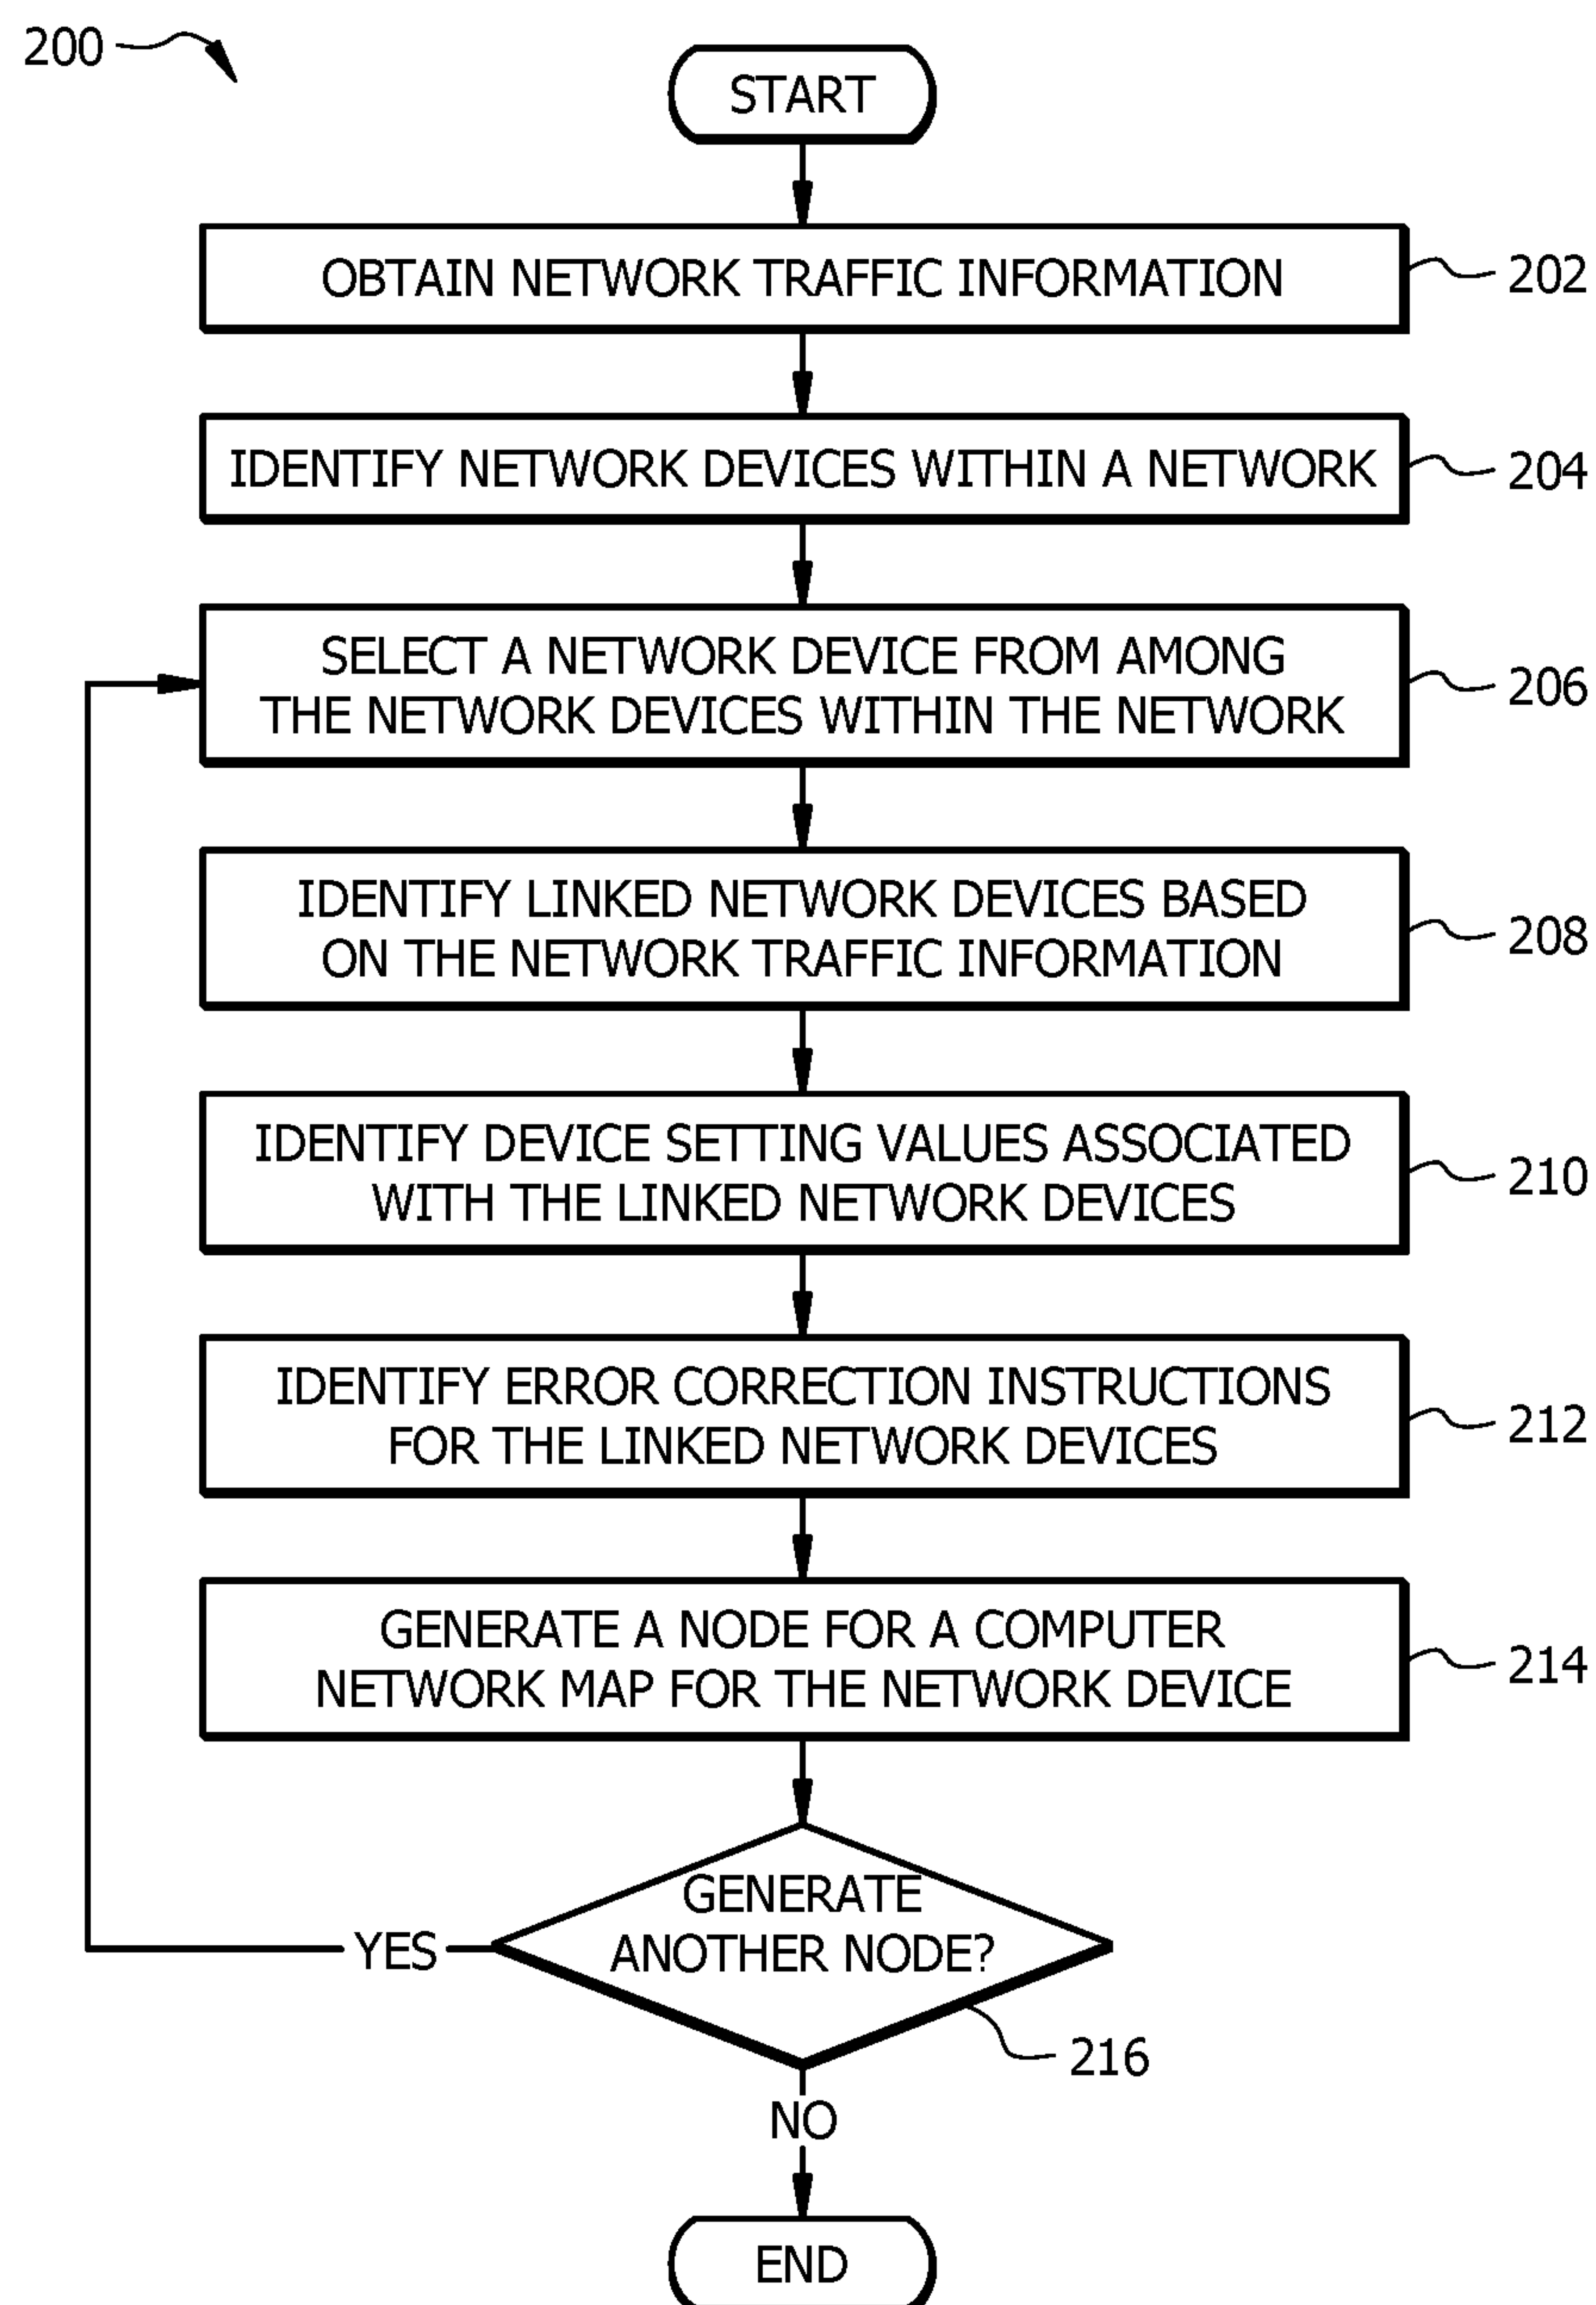 200
START
OBTAIN NETWORK TRAFFIC INFORMATION
202
IDENTIFY NETWORK DEVICES WITHIN A NETWORK
204
SELECT A NETWORK DEVICE FROM AMONG
THE NETWORK DEVICES WITHIN THE NETWORK
206
IDENTIFY LINKED NETWORK DEVICES BASED
ON THE NETWORK TRAFFIC INFORMATION
208
IDENTIFY DEVICE SETTING VALUES ASSOCIATED
WITH THE LINKED NETWORK DEVICES
210
IDENTIFY ERROR CORRECTION INSTRUCTIONS
FOR THE LINKED NETWORK DEVICES
212
GENERATE A NODE FOR A COMPUTER
NETWORK MAP FOR THE NETWORK DEVICE
214
GENERATE
ANOTHER NODE?
YES
216
NO
END